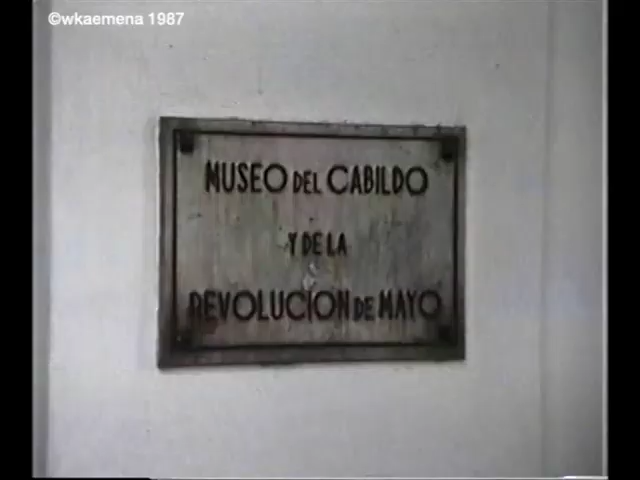 ©wkaemena 1987
MUSEO DEL CABILDO
Y DE LA
REVOLUCION DE MAYO